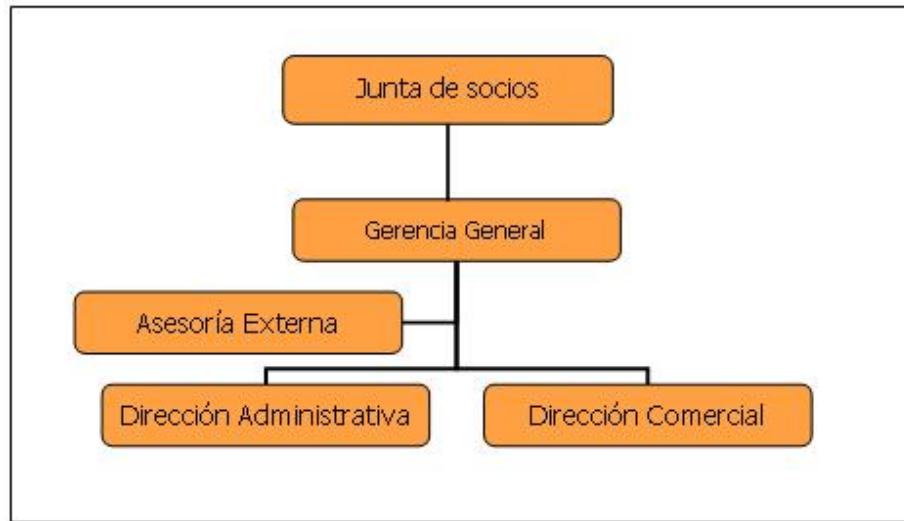 Junta de socios
Gerencia General
Asesoría Externa
Dirección Administrativa
Dirección Comercial